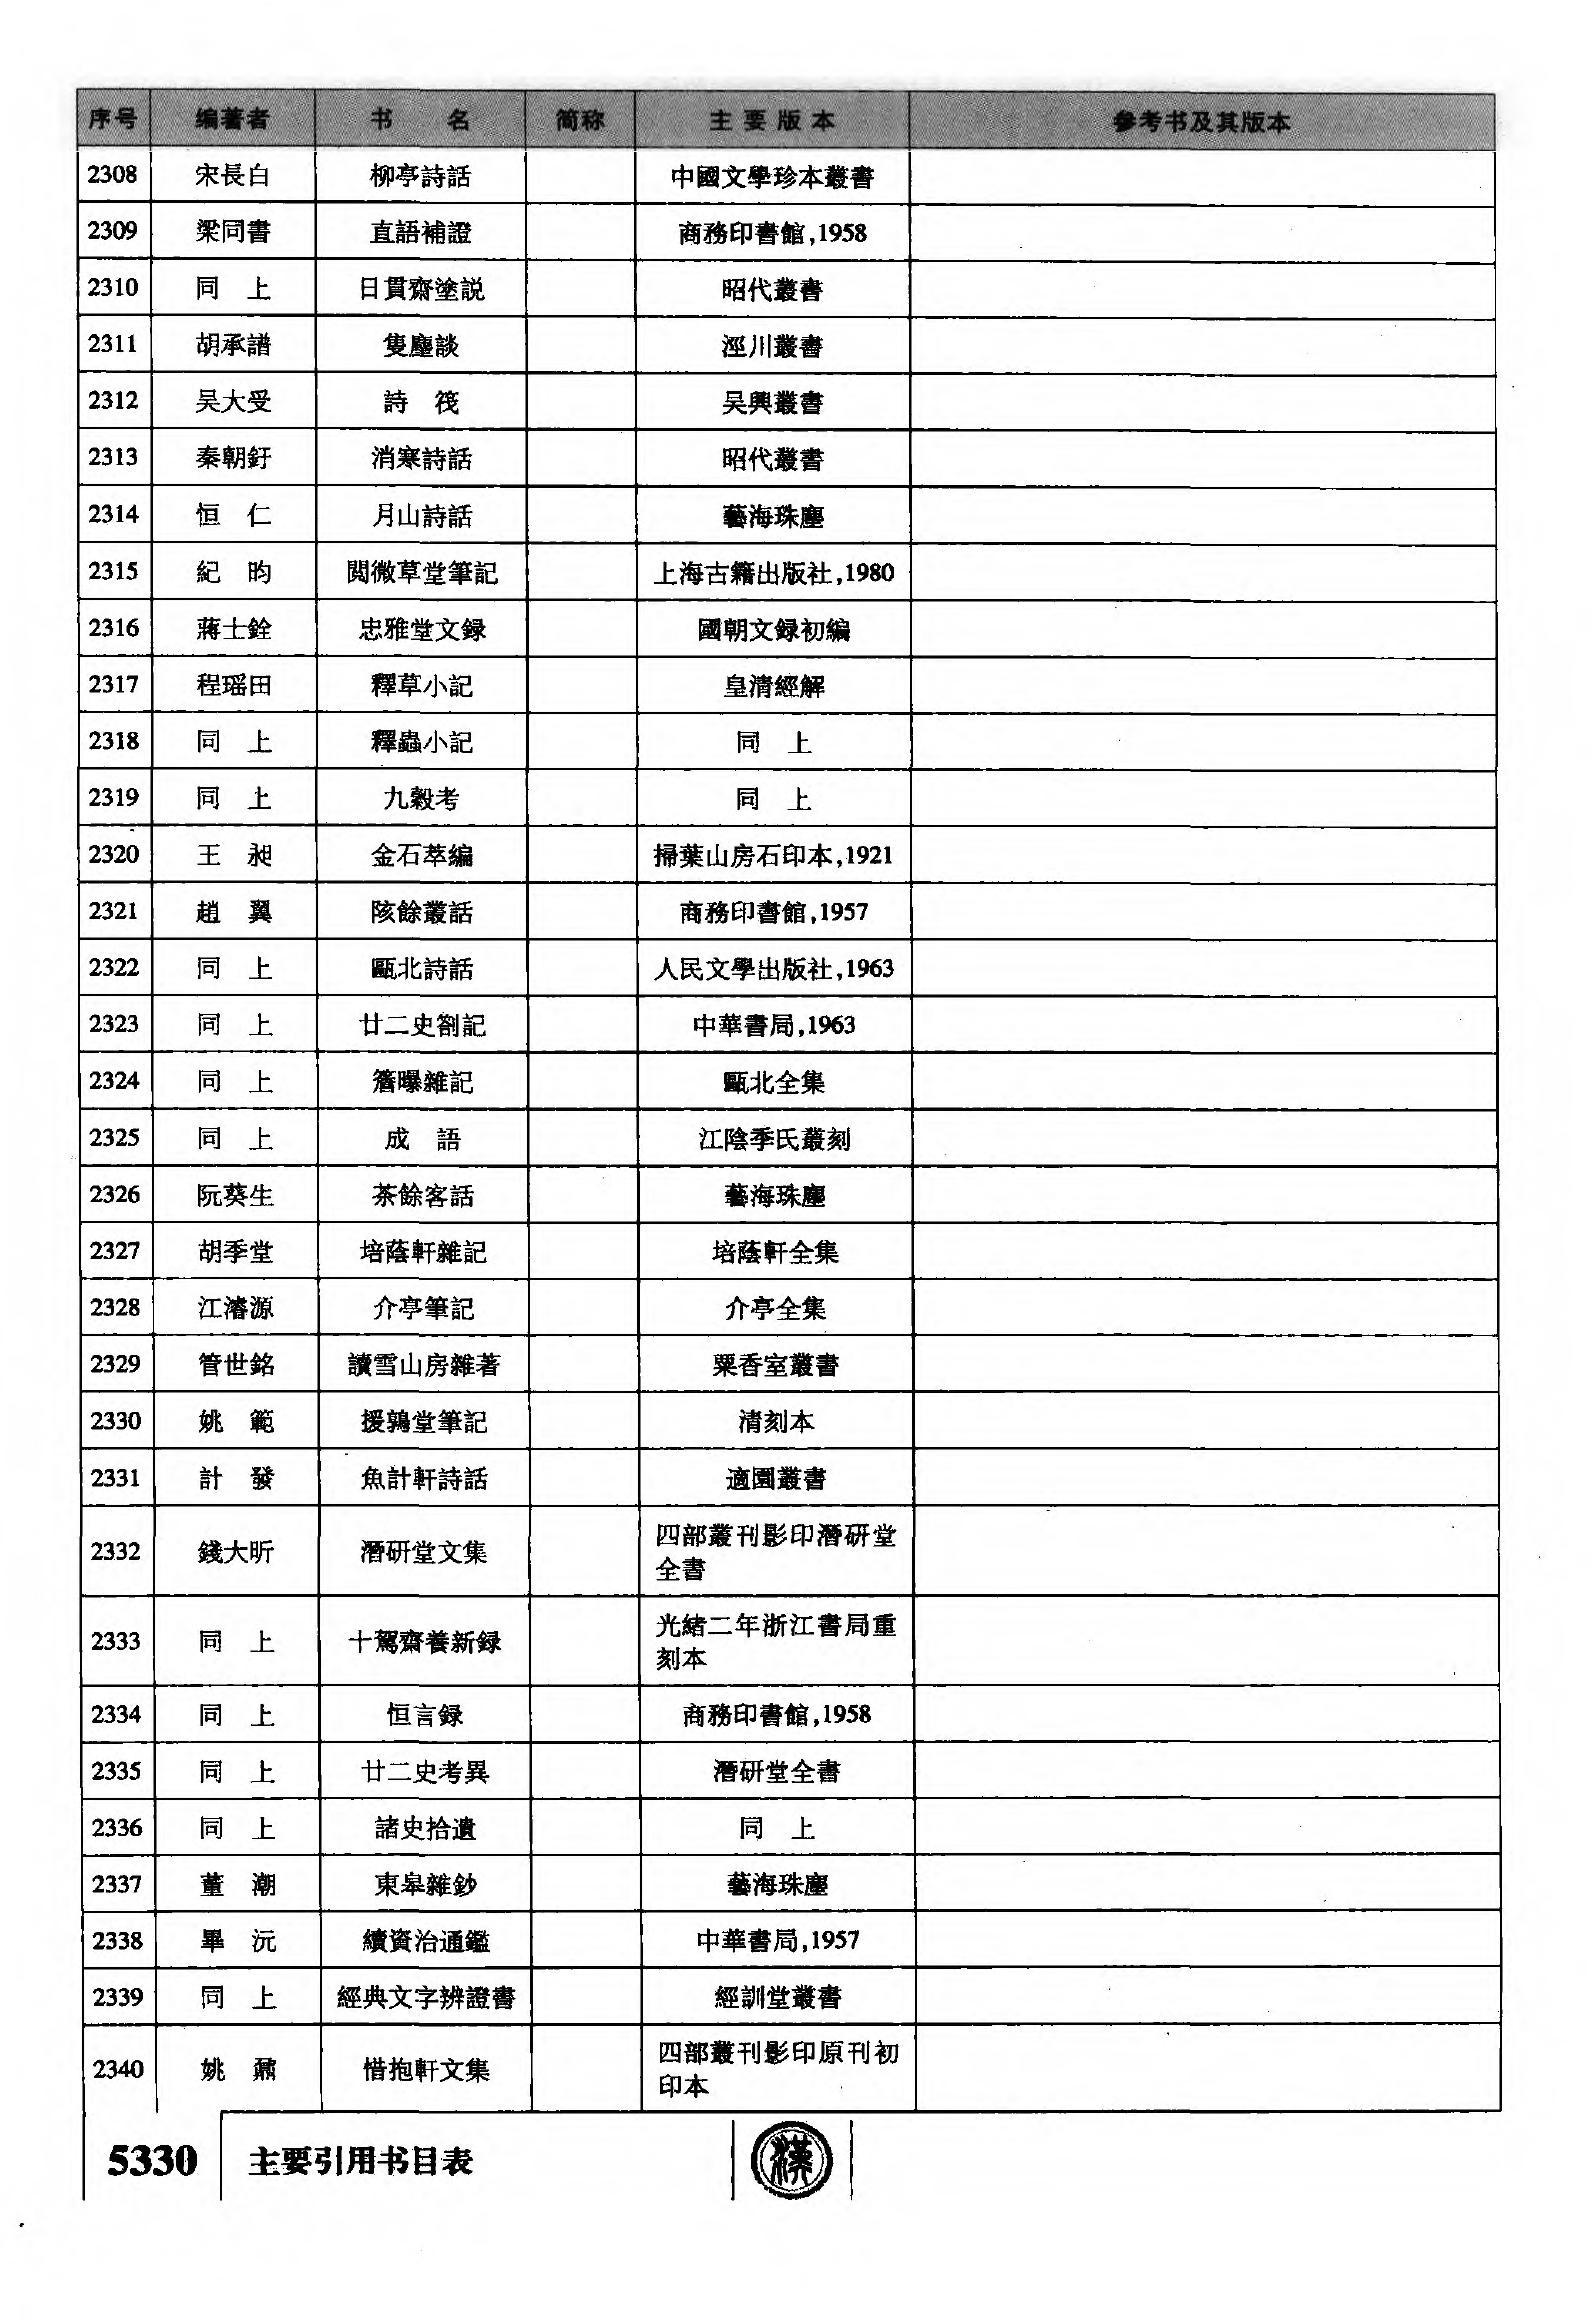 序号 编著者 书 名 简称 主要版本 參考书及其版本
2308 宋長白 柳亭詩話 中國文學珍本叢書
2309 梁同書 直語補證 商務印書館,1958
2310 同 上 日貫齋塗説 昭代叢書
2311 胡承譜 隻塵談 涇川叢書
2312 吴大受 詩 筏 吴興叢書
2313 秦朝釪 消寒詩話 昭代叢書
2314 恒 仁 月山詩話 藝海珠塵
2315 紀 昀 閲微草堂筆記 上海古籍出版社,1980
2316 蔣士銓 忠雅堂文録 國朝文録初編
2317 程瑶田 釋草小記 皇清經解
2318 同 上 釋蟲小記 同 上
2319 同 上 九穀考 同 上
2320 王 昶 金石萃編 掃葉山房石印本,1921
2321 趙 翼 陔餘叢話 商務印書館,1957
2322 同 上 甌北詩話 人民文學出版社,1963
2323 同 上 廿二史劄記 中華書局,1963
2324 同 上 簷曝雜記 甌北全集
2325 同 上 成 語 江陰季氏叢刻
2326 阮葵生 茶餘客話 藝海珠塵
2327 胡季堂 培蔭軒雜記 培蔭軒全集
2328 江濬源 介亭筆記 介亭全集
2329 管世銘 讀雪山房雜著 粟香室叢書
2330 姚 範 援鶉堂筆記 清刻本
2331 計 發 魚計軒詩話 適園叢書
2332 錢大昕 潛研堂文集 四部叢刊影印潛研堂
全書
2333 同 上 十駕齋養新録 光緒二年浙江書局重
刻本
2334 同 上 恒言録 商務印書館,1958
2335 同 上 廿二史考異 潛研堂全書
2336 同 上 諸史拾遺 同 上
2337 董 潮 東皋雜鈔 藝海珠塵
2338 畢 沅 續資治通鑑 中華書局,1957
2339 同 上 經典文字辨證書 經訓堂叢書
2340 姚 鼐 惜抱軒文集 四部叢刊影印原刊初
印本
5330 主要引用书目表 漢